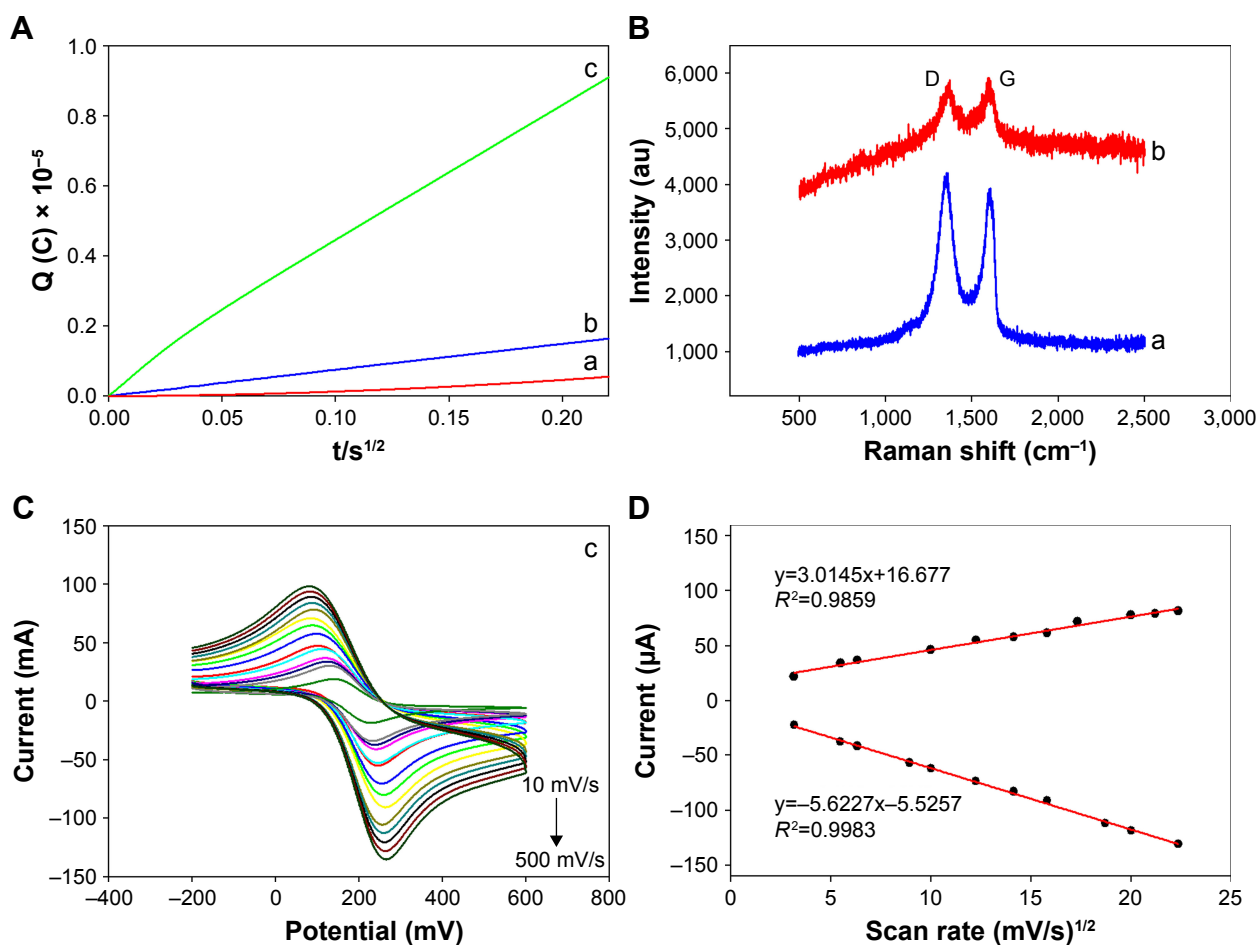 A
Q (C) × 10⁻⁵
1.0
0.8
0.6
0.4
0.2
0.0
c
b
a
0.00 0.05 0.10 0.15 0.20
t/s¹ᐟ²
B
Intensity (au)
6,000
5,000
4,000
3,000
2,000
1,000
D G
b
a
500 1,000 1,500 2,000 2,500 3,000
Raman shift (cm⁻¹)
C
Current (mA)
150
100
50
0
–50
–100
–150
c
10 mV/s
500 mV/s
–400 –200 0 200 400 600 800
Potential (mV)
D
Current (µA)
150
100
50
0
–50
–100
–150
y=3.0145x+16.677
R²=0.9859
y=–5.6227x–5.5257
R²=0.9983
0 5 10 15 20 25
Scan rate (mV/s)¹ᐟ²